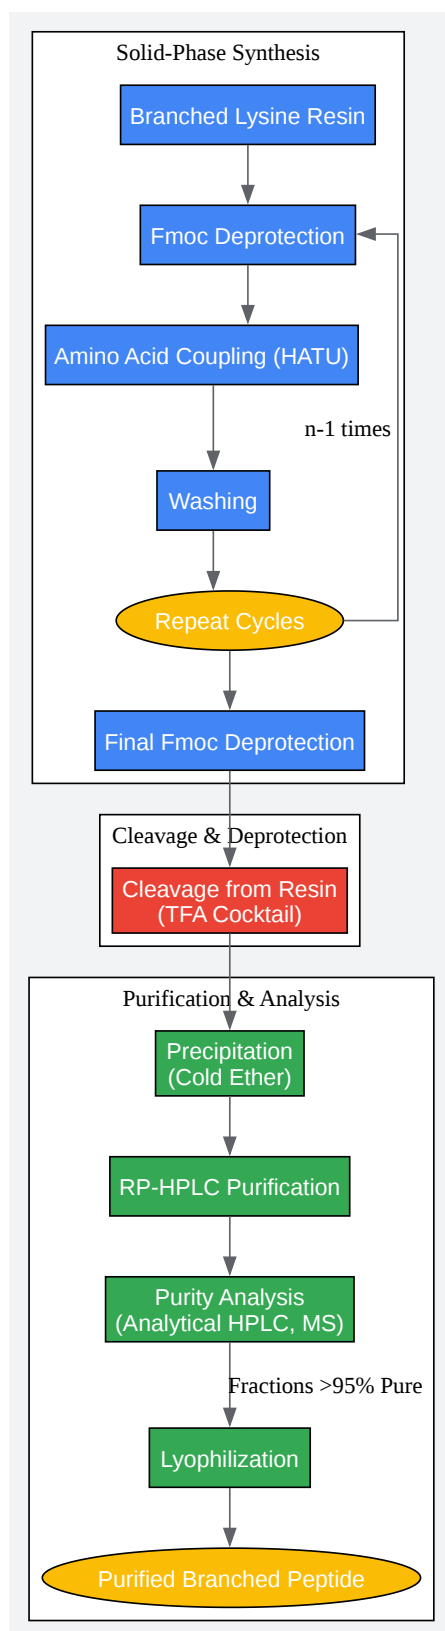 Solid-Phase Synthesis
Branched Lysine Resin
Fmoc Deprotection
Amino Acid Coupling (HATU)
n-1 times
Washing
Repeat Cycles
Final Fmoc Deprotection
Cleavage & Deprotection
Cleavage from Resin
(TFA Cocktail)
Purification & Analysis
Precipitation
(Cold Ether)
RP-HPLC Purification
Purity Analysis
(Analytical HPLC, MS)
Fractions >95% Pure
Lyophilization
Purified Branched Peptide